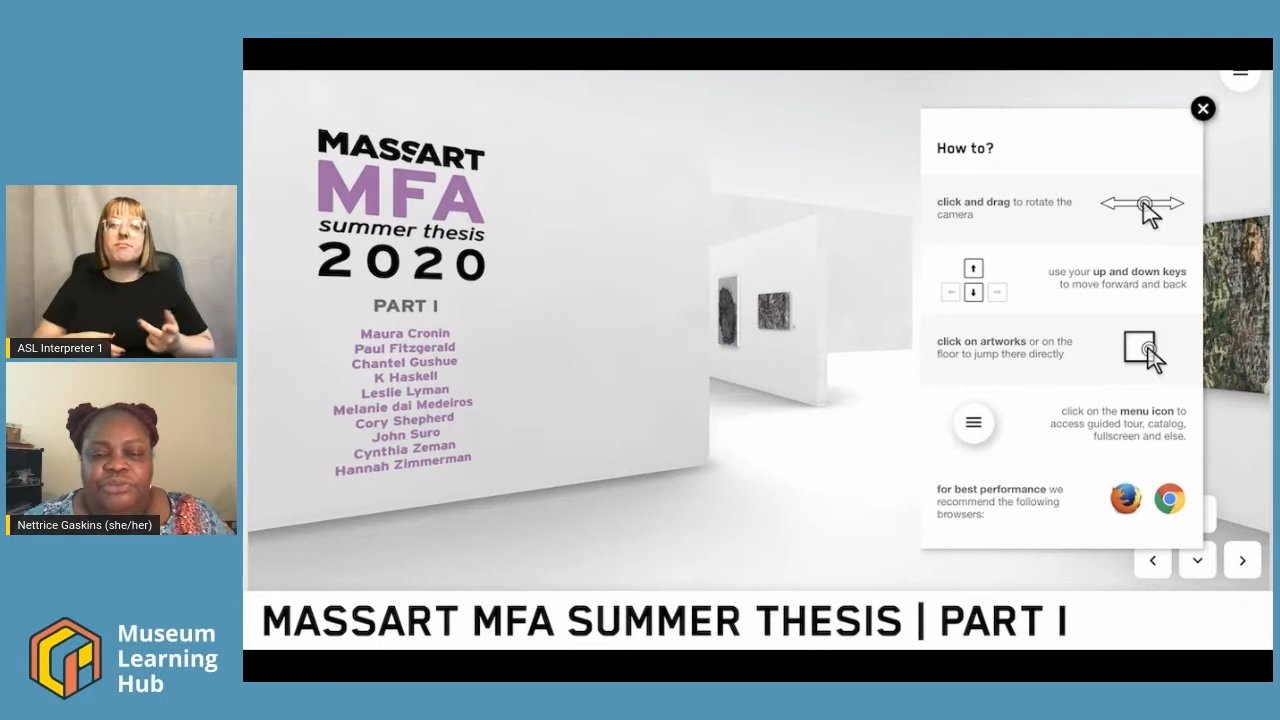 ASL Interpreter 1
Nettrice Gaskins (she/her)
Museum
Learning
Hub
MASSART
MFA
summer thesis
2020
PART I
Maura Cronin
Paul Fitzgerald
Chantel Gushue
K Haskell
Leslie Lyman
Melanie dai Medeiros
Cory Shepherd
John Suro
Cynthia Zeman
Hannah Zimmerman
How to?
click and drag to rotate the
camera
use your up and down keys
to move forward and back
click on artworks or on the
floor to jump there directly
click on the menu icon to
access guided tour, catalog,
fullscreen and else.
for best performance we
recommend the following
browsers:
MASSART MFA SUMMER THESIS | PART I